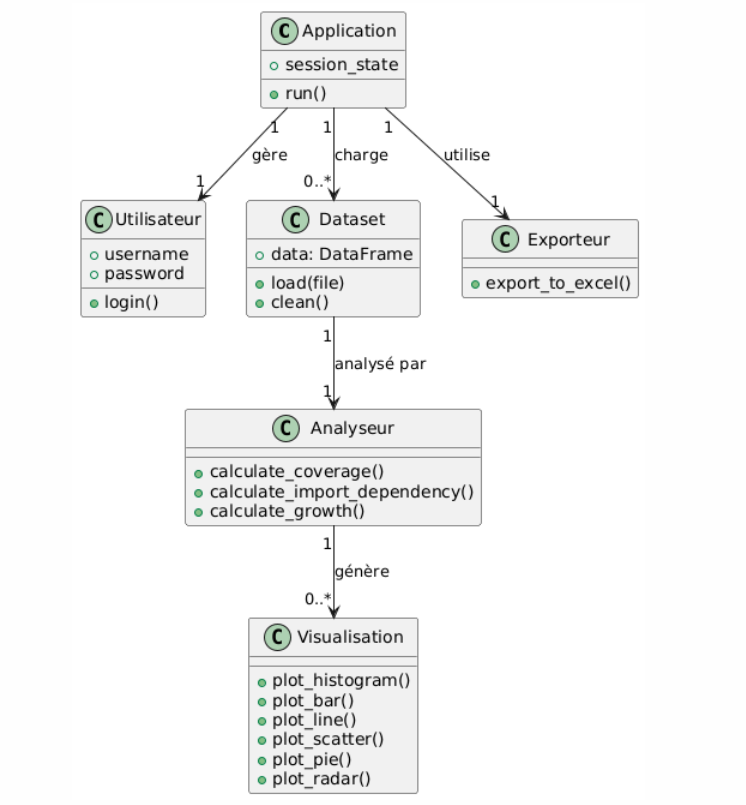 C Application
session_state
run()
1 1 1
gère charge utilise
1 0..* 1
C Utilisateur
username
password
login()
C Dataset
data: DataFrame
load(file)
clean()
C Exporteur
export_to_excel()
1
analysé par
1
C Analyseur
calculate_coverage()
calculate_import_dependency()
calculate_growth()
1
génère
0..*
C Visualisation
plot_histogram()
plot_bar()
plot_line()
plot_scatter()
plot_pie()
plot_radar()